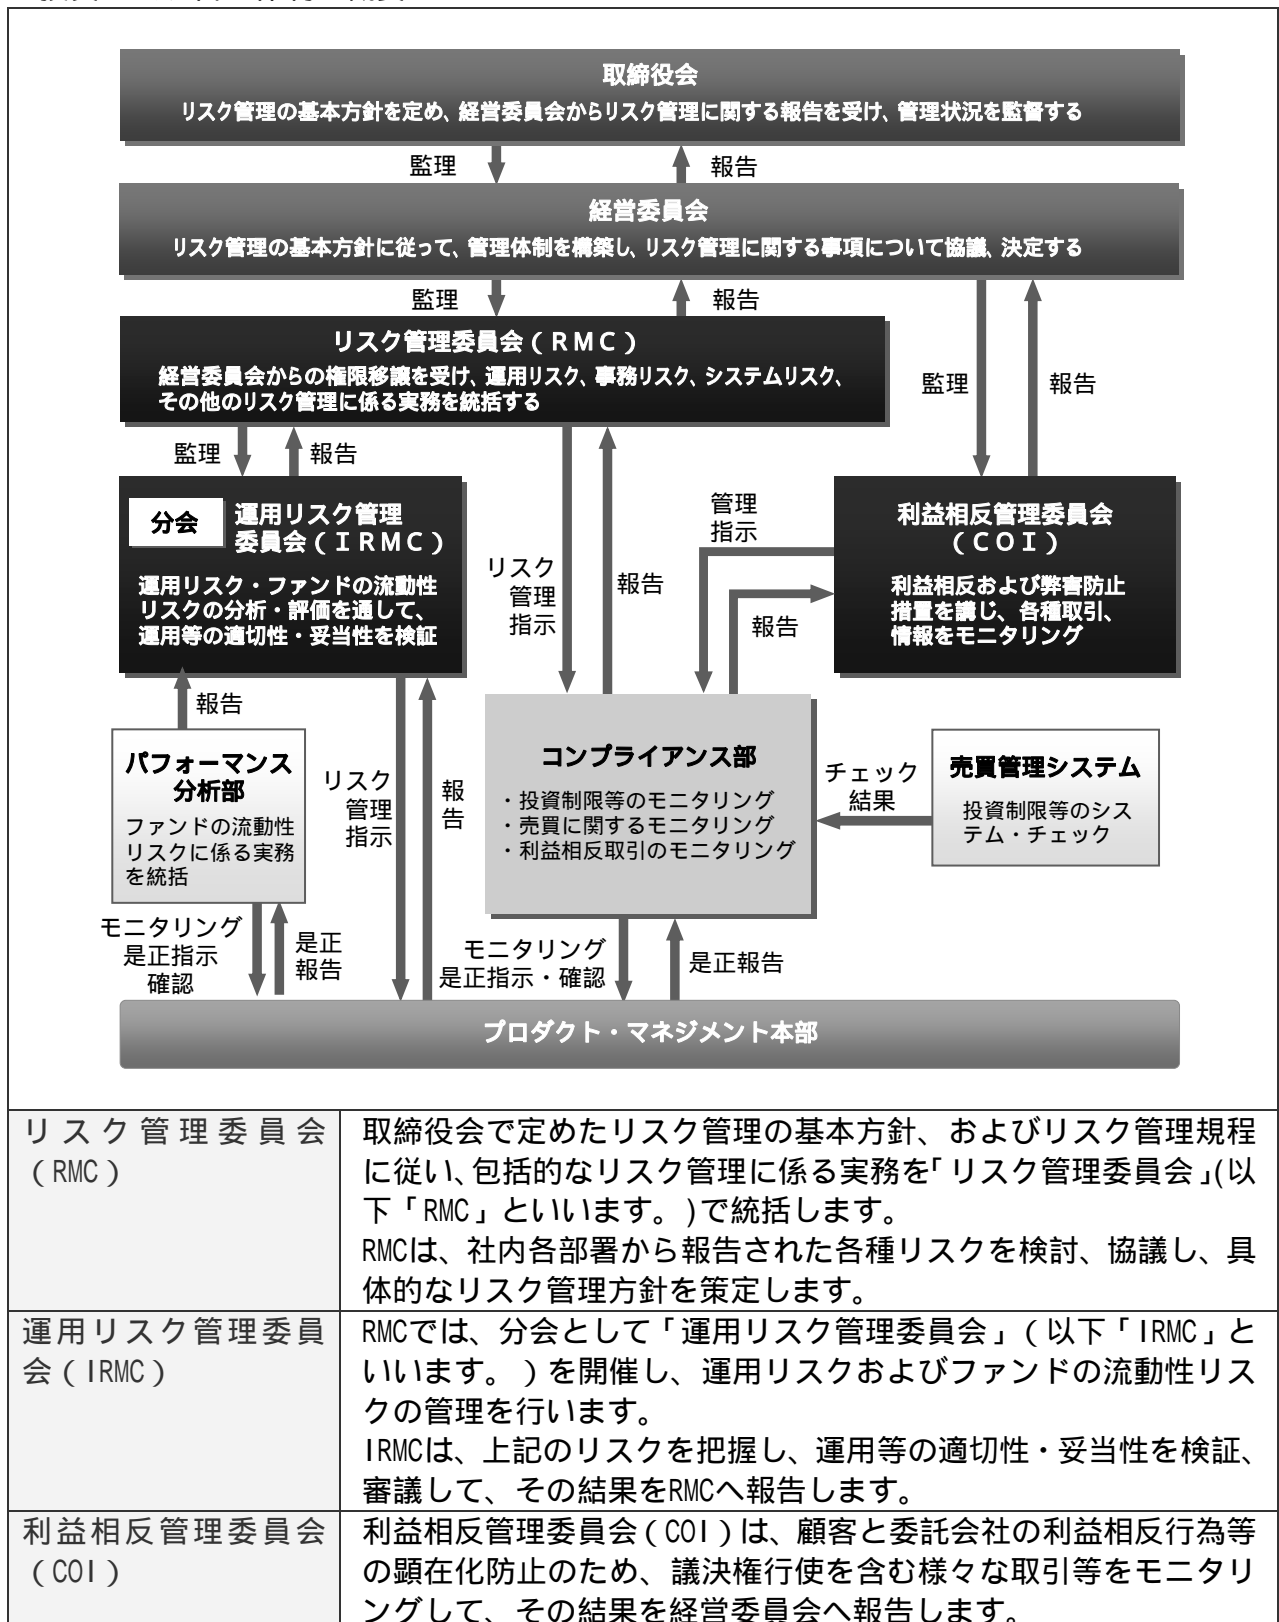 取締役会
リスク管理の基本方針を定め、経営委員会からリスク管理に関する報告を受け、管理状況を監督する
監理
報告
経営委員会
リスク管理の基本方針に従って、管理体制を構築し、リスク管理に関する事項について協議、決定する
監理
報告
リスク管理委員会（ＲＭＣ）
経営委員会からの権限移譲を受け、運用リスク、事務リスク、システムリスク、
その他のリスク管理に係る実務を統括する
監理
報告
監理
報告
分会
運用リスク管理
委員会（ＩＲＭＣ）
運用リスク・ファンドの流動性
リスクの分析・評価を通して、
運用等の適切性・妥当性を検証
リスク
管理
指示
報告
管理
指示
報告
利益相反管理委員会
（ＣＯＩ）
利益相反および弊害防止
措置を講じ、各種取引、
情報をモニタリング
報告
パフォーマンス
分析部
ファンドの流動性
リスクに係る実務
を統括
リスク
管理
指示
報
告
コンプライアンス部
・投資制限等のモニタリング
・売買に関するモニタリング
・利益相反取引のモニタリング
チェック
結果
売買管理システム
投資制限等のシス
テム・チェック
モニタリング
是正指示
確認
是正
報告
モニタリング
是正指示・確認
是正報告
プロダクト・マネジメント本部
リスク管理委員会
（RMC）
取締役会で定めたリスク管理の基本方針、およびリスク管理規程
に従い、包括的なリスク管理に係る実務を「リスク管理委員会」(以
下「RMC」といいます。)で統括します。
RMCは、社内各部署から報告された各種リスクを検討、協議し、具
体的なリスク管理方針を策定します。
運用リスク管理委員
会（IRMC）
RMCでは、分会として「運用リスク管理委員会」（以下「IRMC」と
いいます。）を開催し、運用リスクおよびファンドの流動性リス
クの管理を行います。
IRMCは、上記のリスクを把握し、運用等の適切性・妥当性を検証、
審議して、その結果をRMCへ報告します。
利益相反管理委員会
（COI）
利益相反管理委員会（COI）は、顧客と委託会社の利益相反行為等
の顕在化防止のため、議決権行使を含む様々な取引等をモニタリ
ングして、その結果を経営委員会へ報告します。